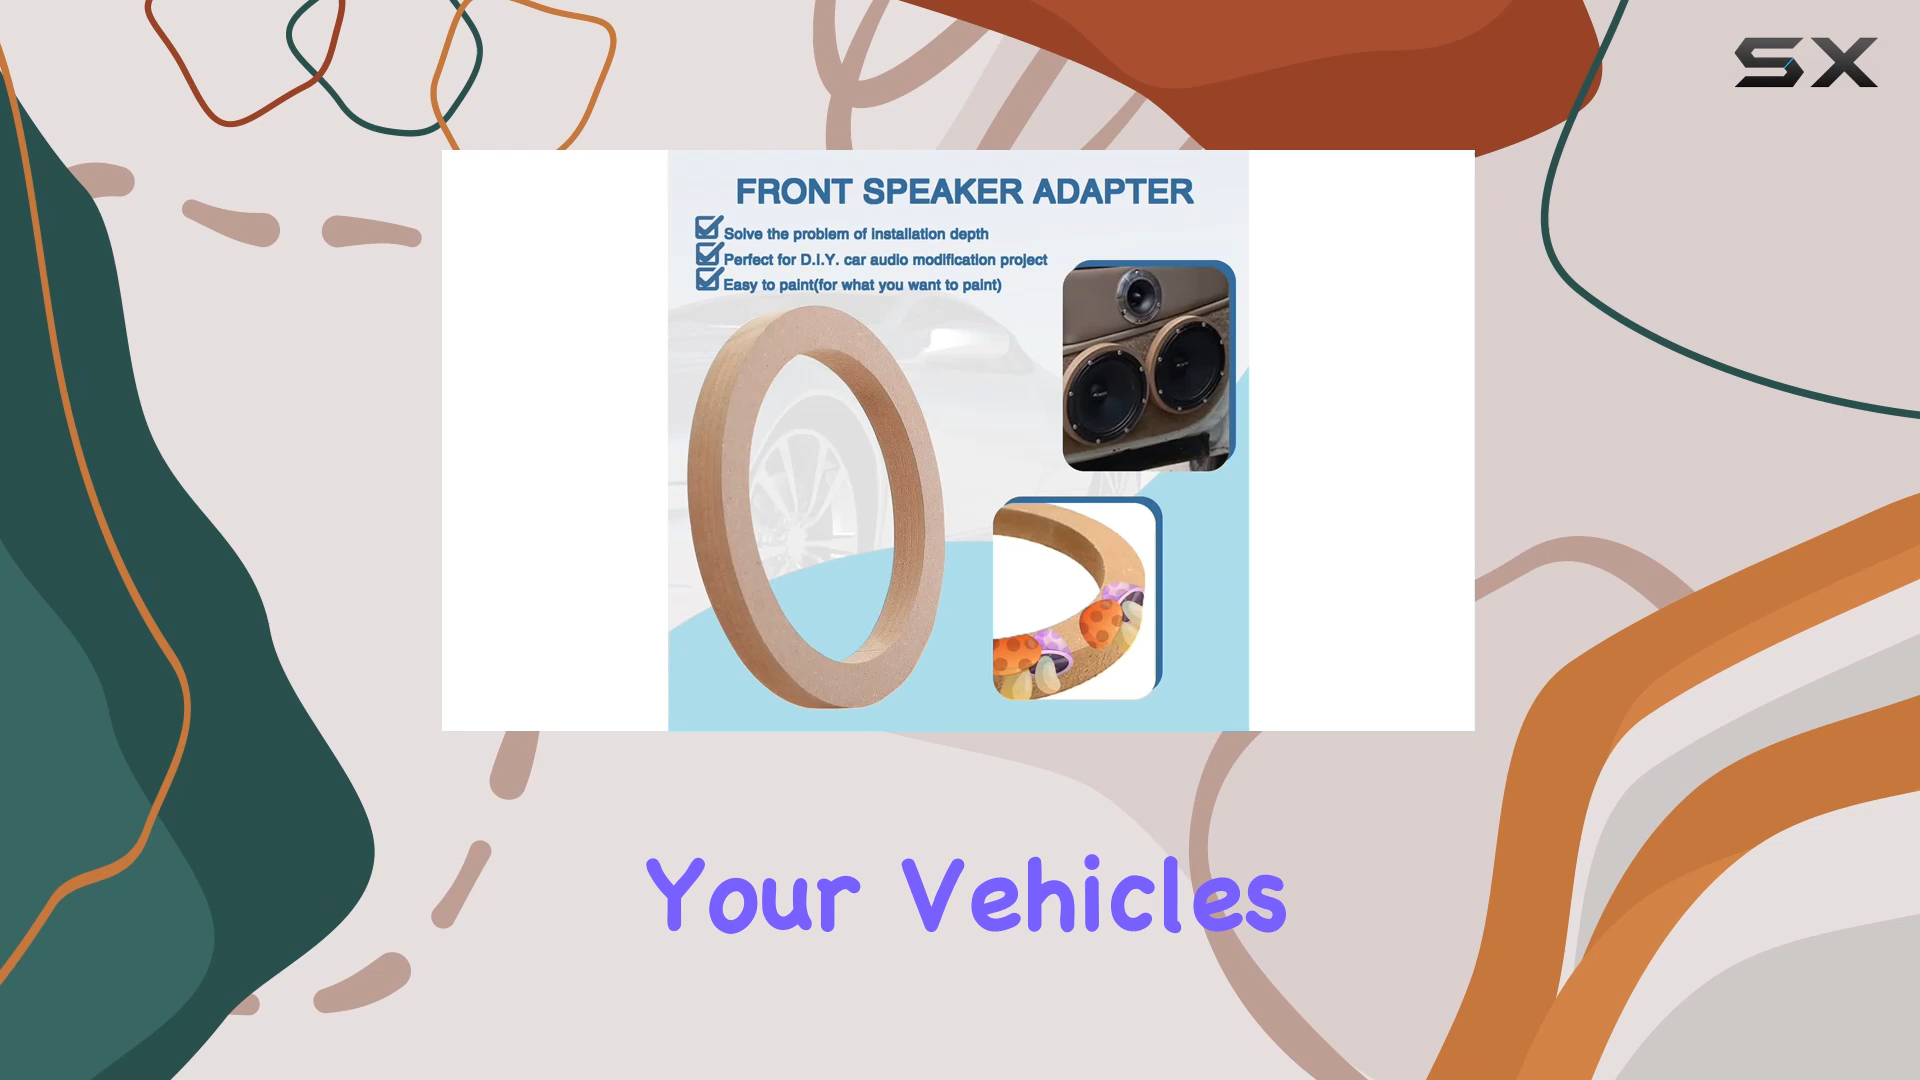 SX
FRONT SPEAKER ADAPTER
Solve the problem of installation depth
Perfect for D.I.Y. car audio modification project
Easy to paint(for what you want to paint)
Your Vehicles